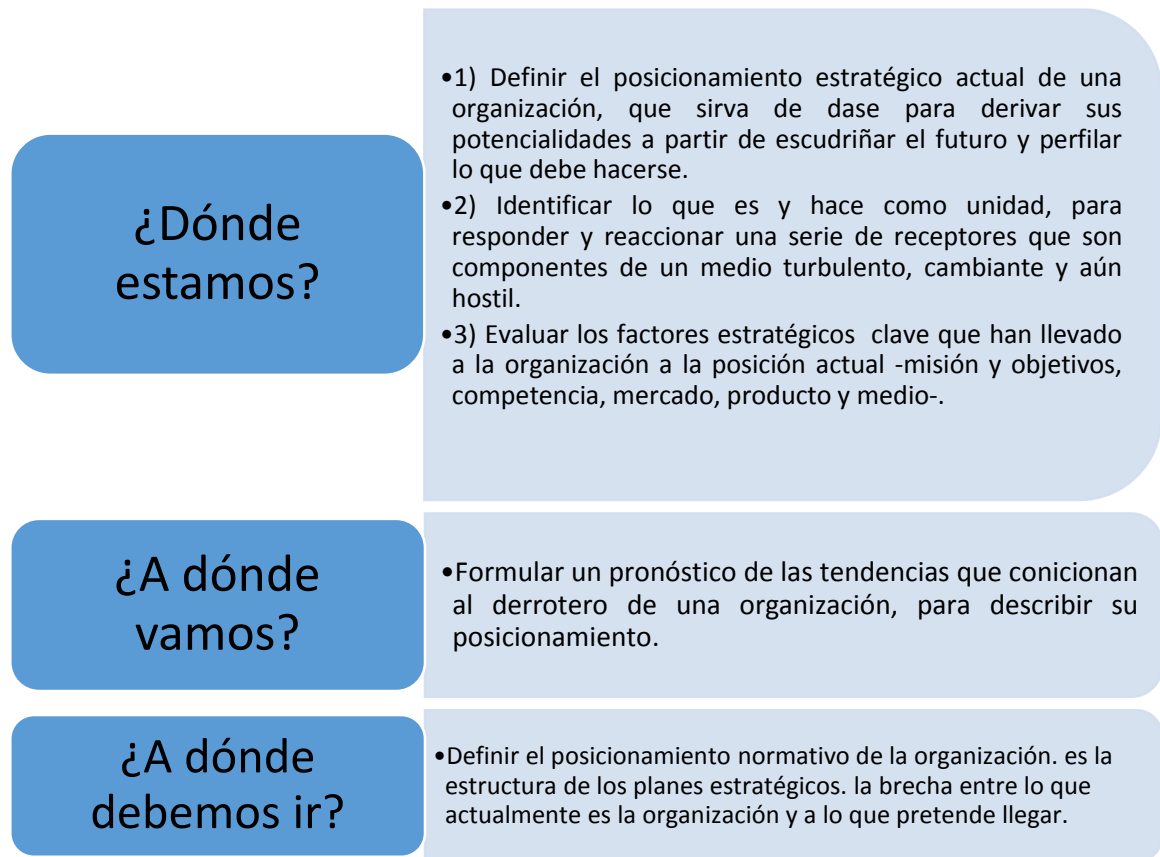 ¿Dónde
estamos?
•1) Definir el posicionamiento estratégico actual de una
organización, que sirva de dase para derivar sus
potencialidades a partir de escudriñar el futuro y perfilar
lo que debe hacerse.
•2) Identificar lo que es y hace como unidad, para
responder y reaccionar una serie de receptores que son
componentes de un medio turbulento, cambiante y aún
hostil.
•3) Evaluar los factores estratégicos clave que han llevado
a la organización a la posición actual -misión y objetivos,
competencia, mercado, producto y medio-.
¿A dónde
vamos?
•Formular un pronóstico de las tendencias que conicionan
al derrotero de una organización, para describir su
posicionamiento.
¿A dónde
debemos ir?
•Definir el posicionamiento normativo de la organización. es la
estructura de los planes estratégicos. la brecha entre lo que
actualmente es la organización y a lo que pretende llegar.